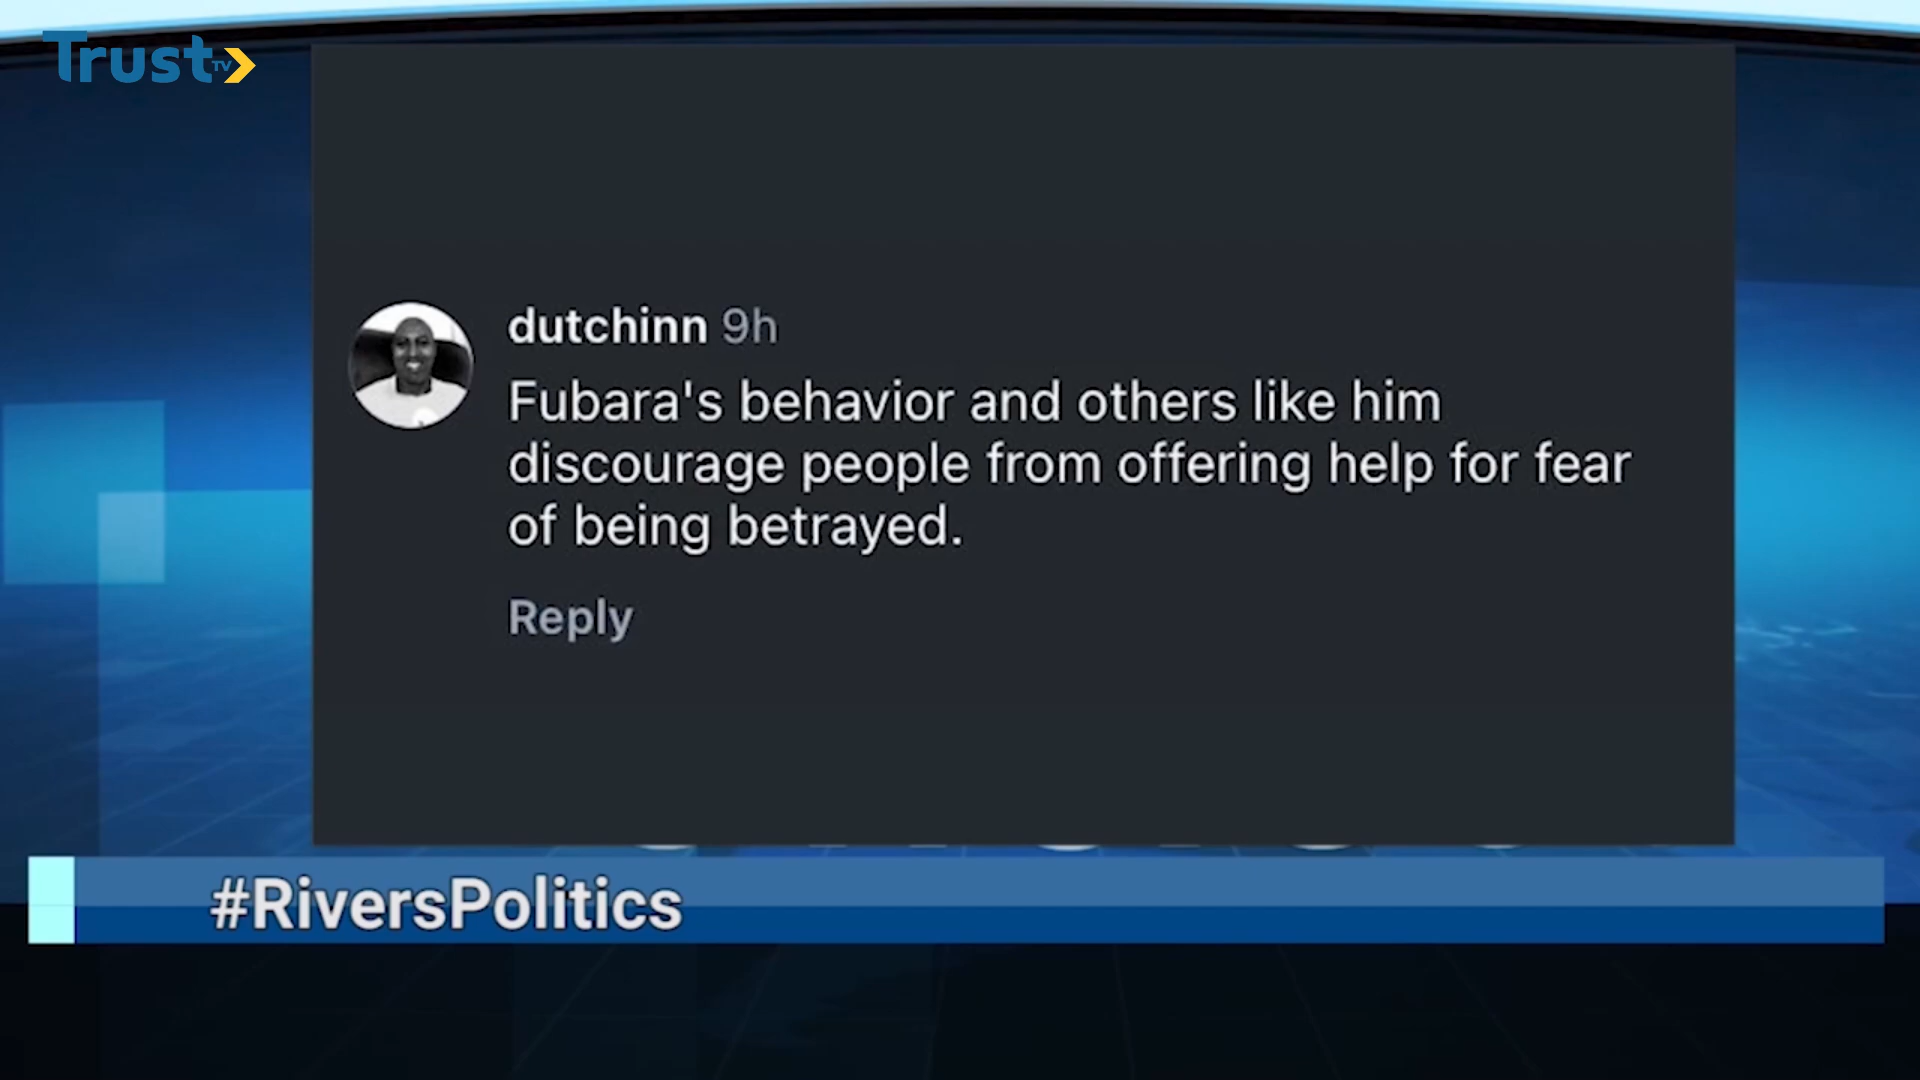 Trust TV
dutchinn 9h
Fubara's behavior and others like him
discourage people from offering help for fear
of being betrayed.
Reply
#RiversPolitics